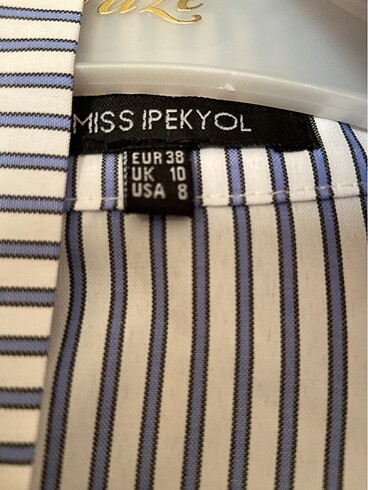 MISS IPEKYOL
EUR 38
UK 10
USA 8